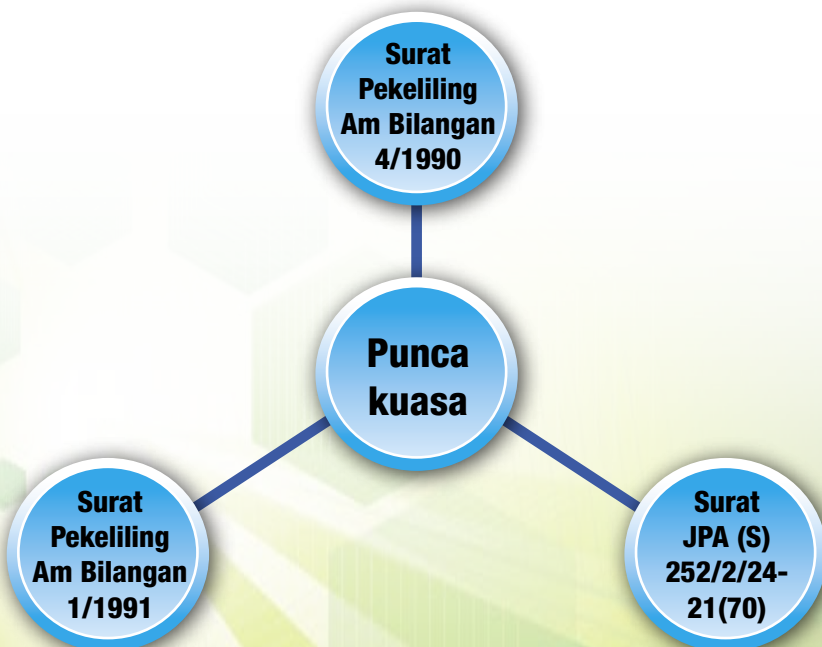 Surat
Pekeliling
Am Bilangan
4/1990
Punca
kuasa
Surat
Pekeliling
Am Bilangan
1/1991
Surat
JPA (S)
252/2/24-
21(70)